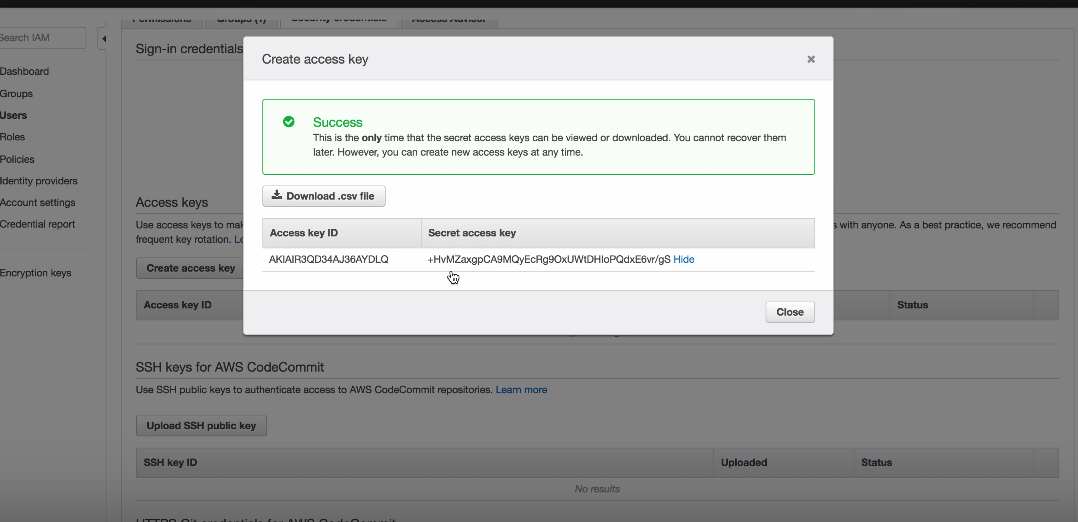 Permissions
Groups (1)
Security credentials
Access Advisor
Search IAM
Sign-in credentials
Create access key
×
Dashboard
Groups
Users
Roles
Policies
Identity providers
Account settings
Credential report
Encryption keys
Success
This is the only time that the secret access keys can be viewed or downloaded. You cannot recover them
later. However, you can create new access keys at any time.
Download .csv file
Access key ID
Secret access key
AKIAIR3QD34AJ36AYDLQ
+HvMZaxgpCA9MQyEcRg9OxUWtDHIoPQdxE6vr/gS Hide
Close
Access keys
Use access keys to
s with anyone. As a best practice, we recommend
frequent key rotation.
Create access key
Access key ID
Status
SSH keys for AWS CodeCommit
Use SSH public keys to authenticate access to AWS CodeCommit repositories. Learn more
Upload SSH public key
SSH key ID
Uploaded
Status
No results
HTTPS Git credentials for AWS CodeCommit